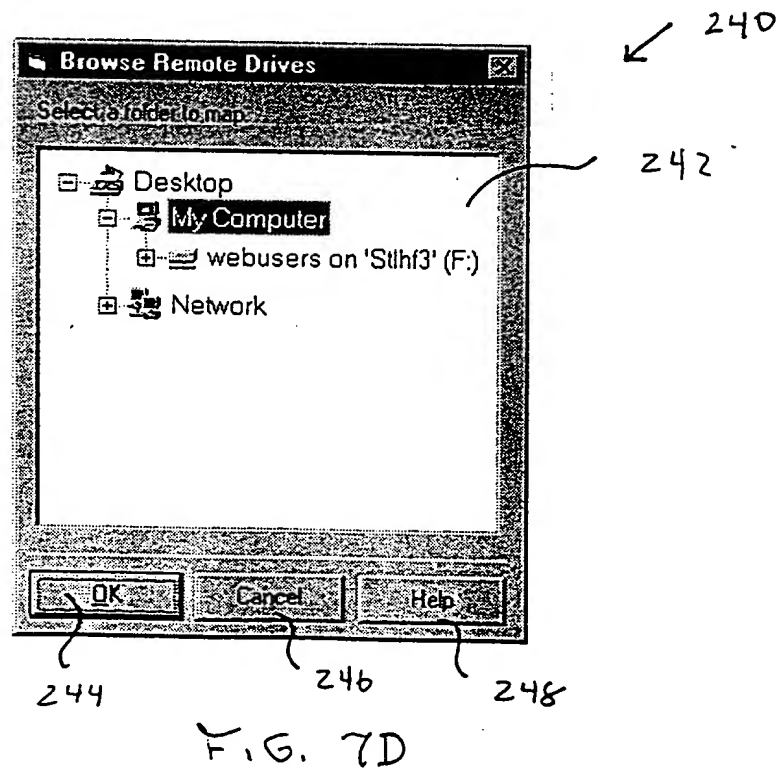 240
Browse Remote Drives
Select a folder to map.
242
Desktop
My Computer
webusers on 'Stlhf3' (F:)
Network
OK Cancel Help
244 246 248
F.G. 7D